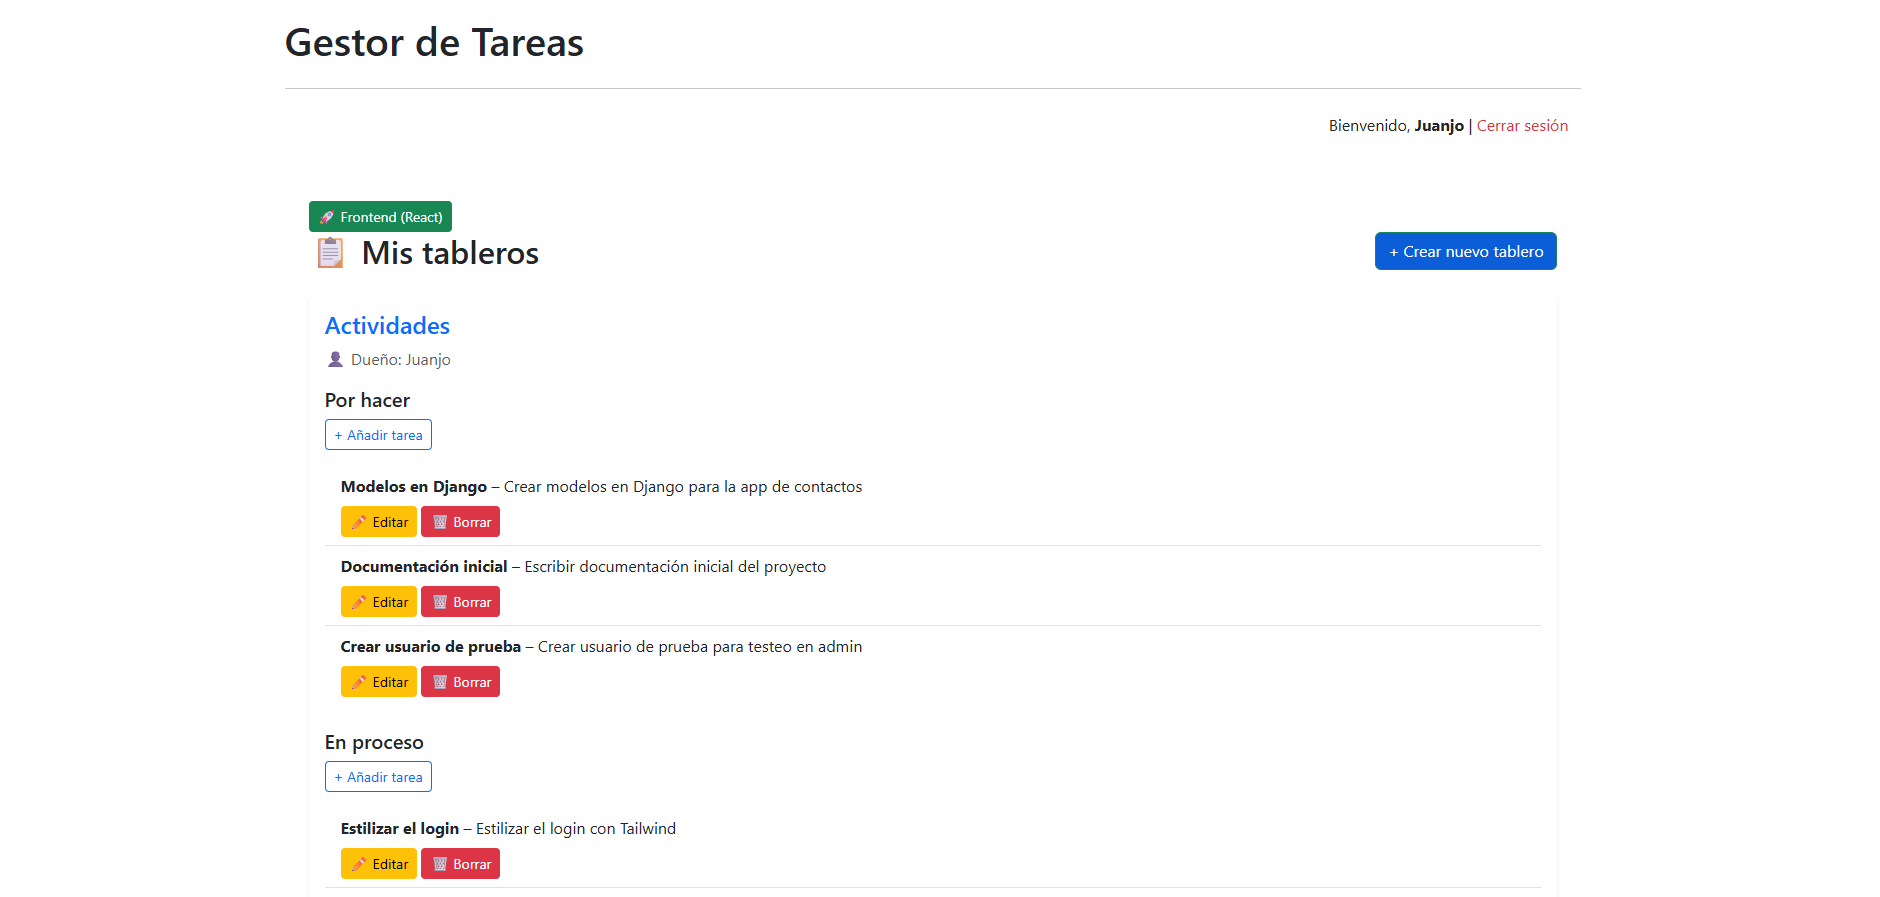 Gestor de Tareas
Bienvenido, Juanjo | Cerrar sesión
Frontend (React)
Mis tableros
+ Crear nuevo tablero
Actividades
Dueño: Juanjo
Por hacer
+ Añadir tarea
Modelos en Django – Crear modelos en Django para la app de contactos
Editar Borrar
Documentación inicial – Escribir documentación inicial del proyecto
Editar Borrar
Crear usuario de prueba – Crear usuario de prueba para testeo en admin
Editar Borrar
En proceso
+ Añadir tarea
Estilizar el login – Estilizar el login con Tailwind
Editar Borrar